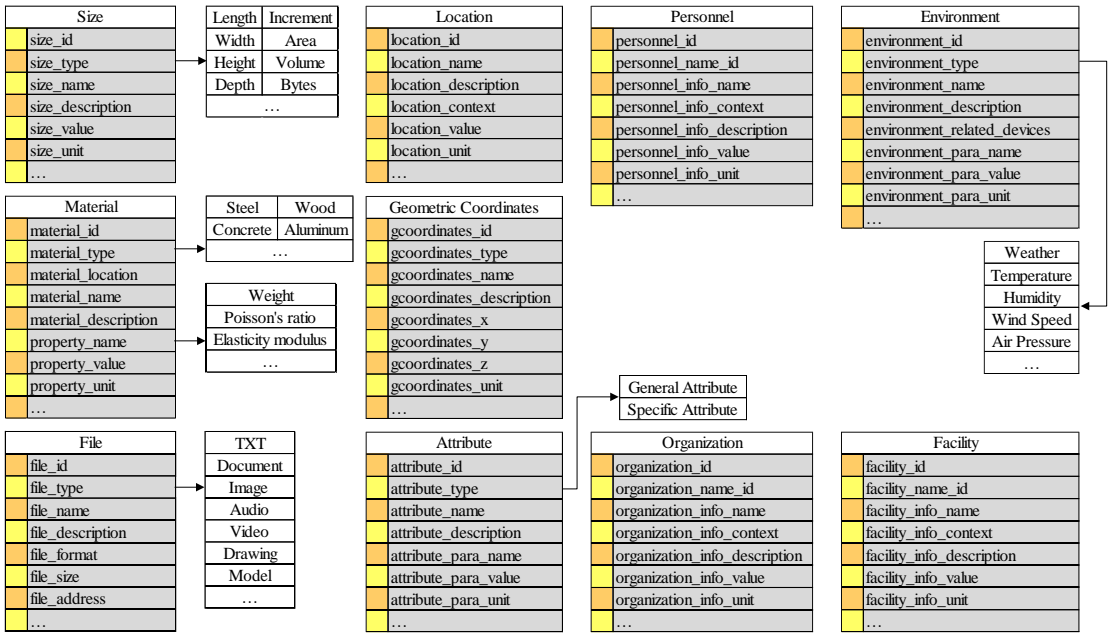 Size
size_id
size_type
size_name
size_description
size_value
size_unit
…
Length Increment
Width Area
Height Volume
Depth Bytes
…
Location
location_id
location_name
location_description
location_context
location_value
location_unit
…
Personnel
personnel_id
personnel_name_id
personnel_info_name
personnel_info_context
personnel_info_description
personnel_info_value
personnel_info_unit
…
Environment
environment_id
environment_type
environment_name
environment_description
environment_related_devices
environment_para_name
environment_para_value
environment_para_unit
…
Material
material_id
material_type
material_location
material_name
material_description
property_name
property_value
property_unit
…
Steel Wood
Concrete Aluminum
…
Weight
Poisson's ratio
Elasticity modulus
…
Geometric Coordinates
gcoordinates_id
gcoordinates_type
gcoordinates_name
gcoordinates_description
gcoordinates_x
gcoordinates_y
gcoordinates_z
gcoordinates_unit
…
Weather
Temperature
Humidity
Wind Speed
Air Pressure
…
General Attribute
Specific Attribute
File
file_id
file_type
file_name
file_description
file_format
file_size
file_address
…
TXT
Document
Image
Audio
Video
Drawing
Model
…
Attribute
attribute_id
attribute_type
attribute_name
attribute_description
attribute_para_name
attribute_para_value
attribute_para_unit
…
Organization
organization_id
organization_name_id
organization_info_name
organization_info_context
organization_info_description
organization_info_value
organization_info_unit
…
Facility
facility_id
facility_name_id
facility_info_name
facility_info_context
facility_info_description
facility_info_value
facility_info_unit
…